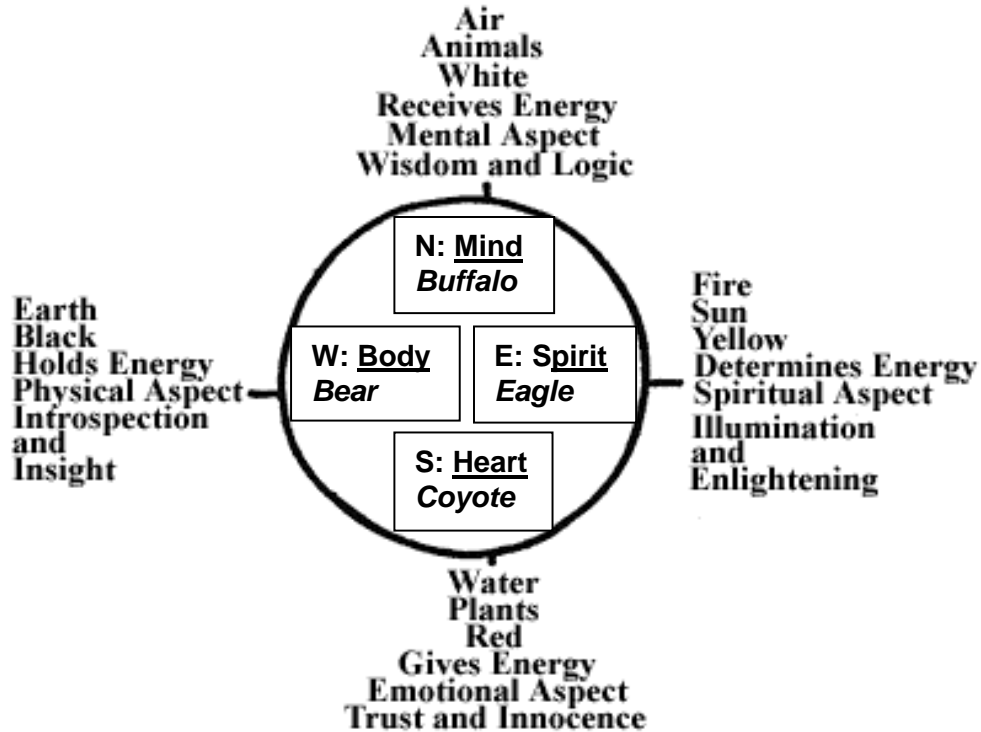 Air
Animals
White
Receives Energy
Mental Aspect
Wisdom and Logic
N: Mind
Buffalo
Earth
Black
Holds Energy
Physical Aspect
Introspection
and
Insight
W: Body
Bear
E: Spirit
Eagle
Fire
Sun
Yellow
Determines Energy
Spiritual Aspect
Illumination
and
Enlightening
S: Heart
Coyote
Water
Plants
Red
Gives Energy
Emotional Aspect
Trust and Innocence